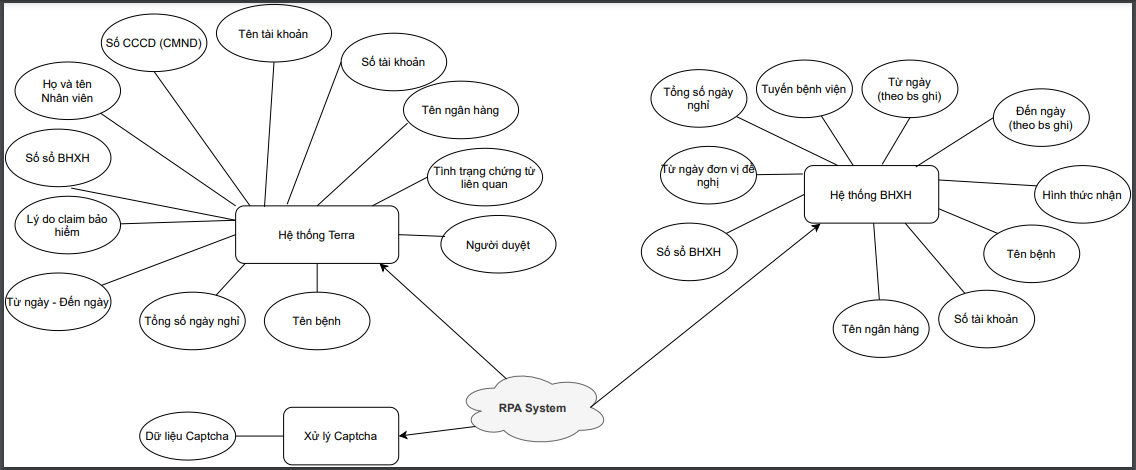 Số CCCD (CMND)
Tên tài khoản
Số tài khoản
Họ và tên
Nhân viên
Tên ngân hàng
Số sổ BHXH
Tình trạng chứng từ
liên quan
Lý do claim bảo
hiểm
Hệ thống Terra
Người duyệt
Từ ngày - Đến ngày
Tổng số ngày nghỉ
Tên bệnh
Tổng số ngày
nghỉ
Tuyến bệnh viện
Từ ngày
(theo bs ghi)
Đến ngày
(theo bs ghi)
Từ ngày đơn vị đề
nghị
Hệ thống BHXH
Hình thức nhận
Số sổ BHXH
Tên bệnh
Tên ngân hàng
Số tài khoản
RPA System
Dữ liệu Captcha
Xử lý Captcha